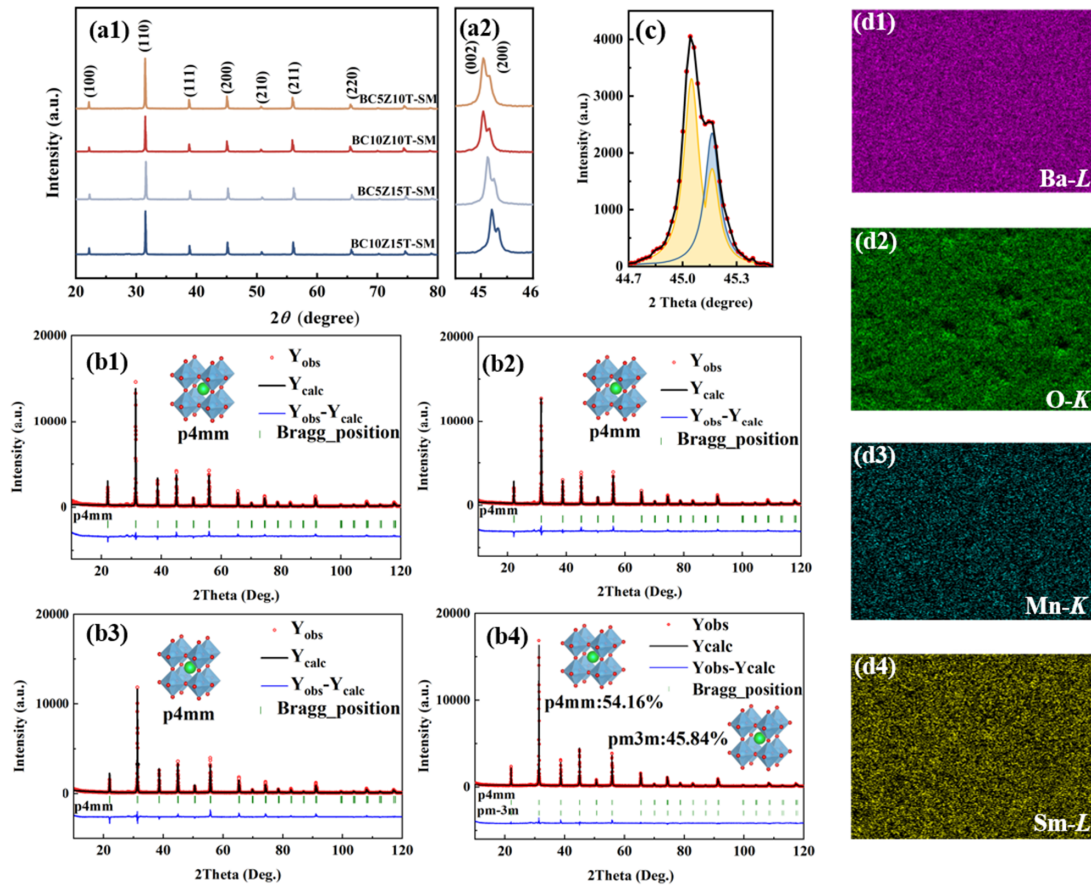 (a1)
(100)
(110)
(111)
(200)
(210)
(211)
(220)
BC5Z10T-SM
BC10Z10T-SM
BC5Z15T-SM
BC10Z15T-SM
Intensity (a.u.)
20 30 40 50 60 70 80
2θ (degree)
(a2)
(002) (200)
45 46
(c)
Intensity (a.u.)
4000
3000
2000
1000
0
44.7 45.0 45.3
2 Theta (degree)
(d1)
Ba-L
(d2)
O-K
(d3)
Mn-K
(d4)
Sm-L
(b1)
Intensity (a.u.)
20000
10000
0
Yobs
Ycalc
Yobs-Ycalc
Bragg_position
p4mm
p4mm
20 40 60 80 100 120
2Theta (Deg.)
(b2)
Intensity (a.u.)
20000
10000
0
Yobs
Ycalc
Yobs-Ycalc
Bragg_position
p4mm
p4mm
20 40 60 80 100 120
2Theta (Deg.)
(b3)
Intensity (a.u.)
20000
10000
0
Yobs
Ycalc
Yobs-Ycalc
Bragg_position
p4mm
p4mm
20 40 60 80 100 120
2Theta (Deg.)
(b4)
Intensity (a.u.)
20000
10000
0
Yobs
Ycalc
Yobs-Ycalc
Bragg_position
p4mm:54.16%
pm3m:45.84%
p4mm
pm-3m
20 40 60 80 100 120
2Theta (Deg.)